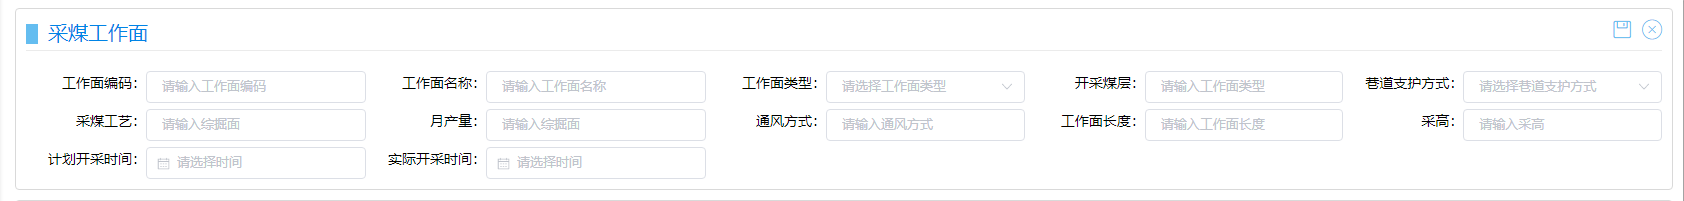 采煤工作面
工作面编码： 请输入工作面编码 工作面名称： 请输入工作面名称 工作面类型： 请选择工作面类型 开采煤层： 请输入工作面类型 巷道支护方式： 请选择巷道支护方式
采煤工艺： 请输入综掘面 月产量： 请输入综掘面 通风方式： 请输入通风方式 工作面长度： 请输入工作面长度 采高： 请输入采高
计划开采时间： 请选择时间 实际开采时间： 请选择时间